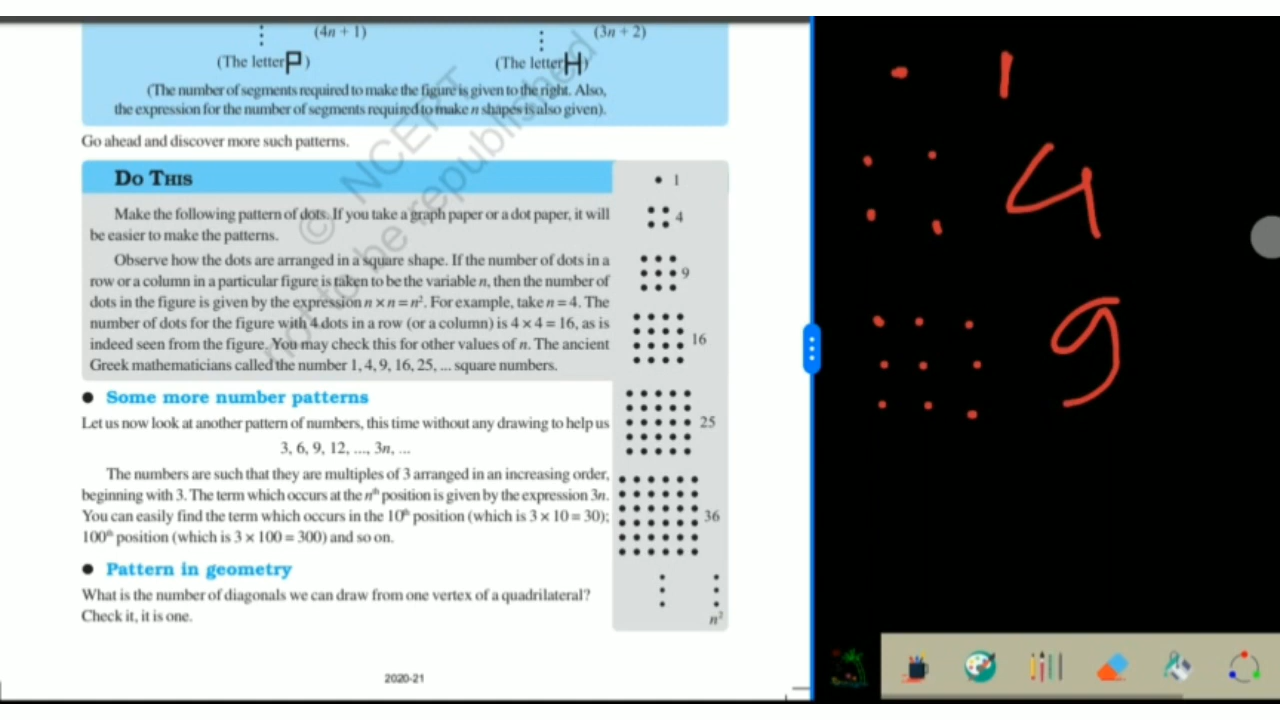 (4n + 1) (3n + 2)
(The letter P) (The letter H)
(The number of segments required to make the figure is given to the right. Also,
the expression for the number of segments required to make n shapes is also given).
Go ahead and discover more such patterns.
DO THIS
Make the following pattern of dots. If you take a graph paper or a dot paper, it will
be easier to make the patterns.
Observe how the dots are arranged in a square shape. If the number of dots in a
row or a column in a particular figure is taken to be the variable n, then the number of
dots in the figure is given by the expression n × n = n². For example, take n = 4. The
number of dots for the figure with 4 dots in a row (or a column) is 4 × 4 = 16, as is
indeed seen from the figure. You may check this for other values of n. The ancient
Greek mathematicians called the number 1, 4, 9, 16, 25, ... square numbers.
1
4
9
16
25
36
n²
● Some more number patterns
Let us now look at another pattern of numbers, this time without any drawing to help us
3, 6, 9, 12, ..., 3n, ...
The numbers are such that they are multiples of 3 arranged in an increasing order,
beginning with 3. The term which occurs at the nth position is given by the expression 3n.
You can easily find the term which occurs in the 10th position (which is 3 × 10 = 30);
100th position (which is 3 × 100 = 300) and so on.
● Pattern in geometry
What is the number of diagonals we can draw from one vertex of a quadrilateral?
Check it, it is one.
2020-21
© NCERT
not to be republished
1
4
9